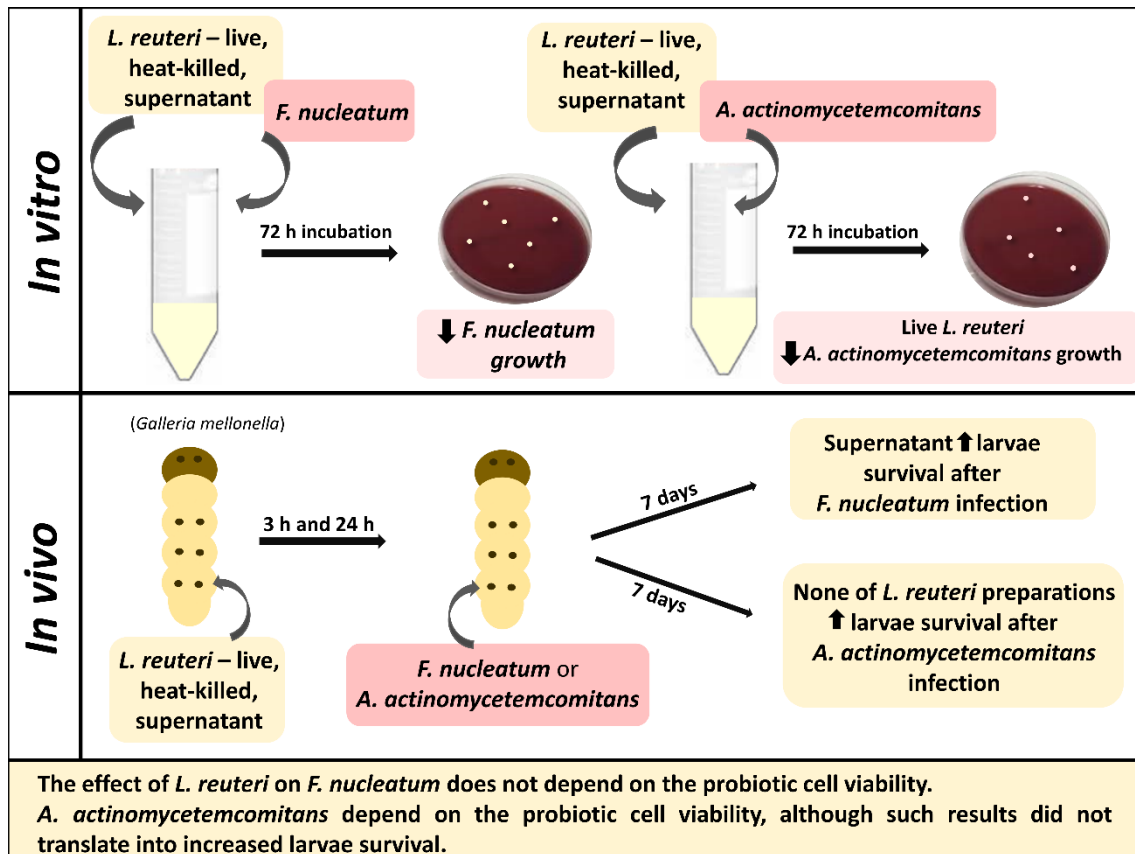 In vitro
L. reuteri – live,
heat-killed,
supernatant
F. nucleatum
72 h incubation
⬇ F. nucleatum
growth
L. reuteri – live,
heat-killed,
supernatant
A. actinomycetemcomitans
72 h incubation
Live L. reuteri
⬇ A. actinomycetemcomitans growth
In vivo
(Galleria mellonella)
L. reuteri – live,
heat-killed,
supernatant
3 h and 24 h
F. nucleatum or
A. actinomycetemcomitans
7 days
Supernatant ⬆ larvae
survival after
F. nucleatum infection
7 days
None of L. reuteri preparations
⬆ larvae survival after
A. actinomycetemcomitans
infection
The effect of L. reuteri on F. nucleatum does not depend on the probiotic cell viability.
A. actinomycetemcomitans depend on the probiotic cell viability, although such results did not
translate into increased larvae survival.